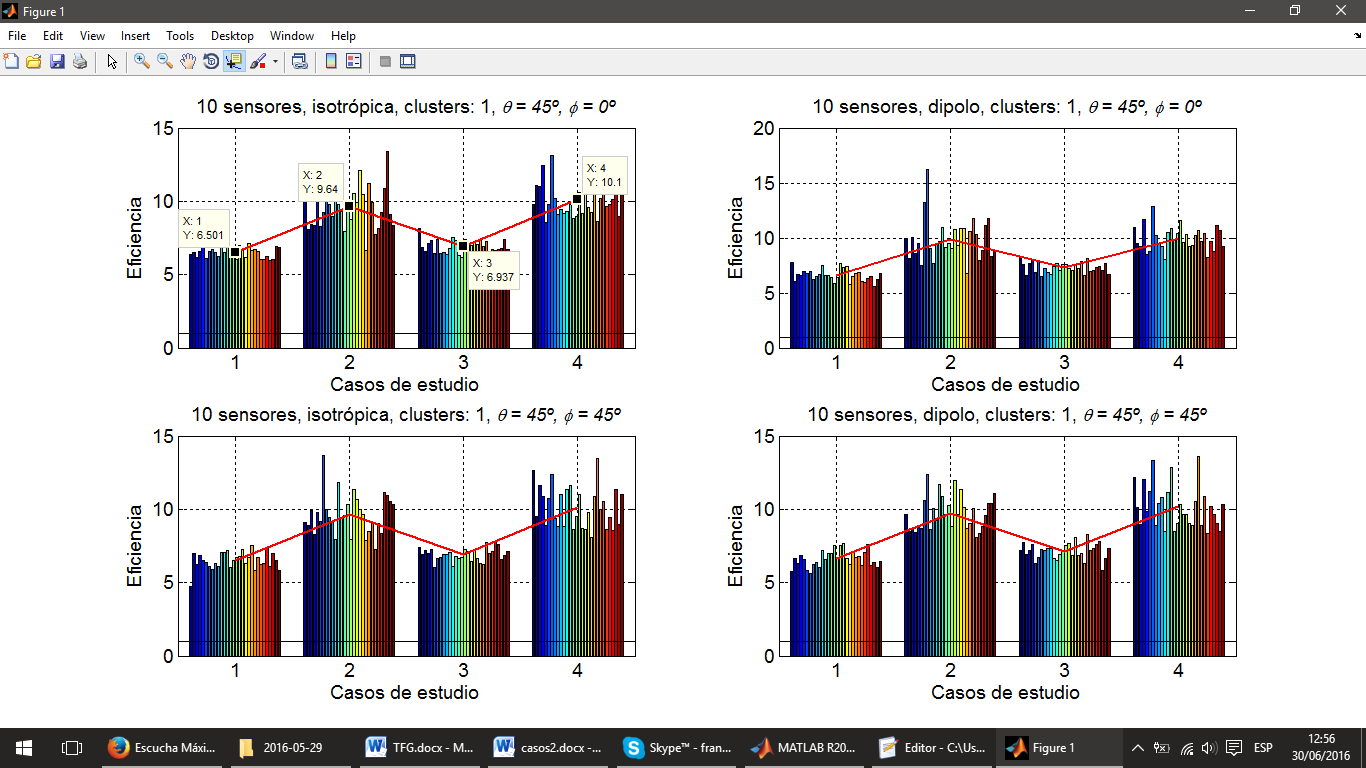 Figure 1
File Edit View Insert Tools Desktop Window Help
10 sensores, isotrópica, clusters: 1, θ = 45º, ϕ = 0º
15
10
5
0
Eficiencia
X: 1
Y: 6.501
X: 2
Y: 9.64
X: 3
Y: 6.937
X: 4
Y: 10.1
1 2 3 4
Casos de estudio
10 sensores, dipolo, clusters: 1, θ = 45º, ϕ = 0º
20
15
10
5
0
Eficiencia
1 2 3 4
Casos de estudio
10 sensores, isotrópica, clusters: 1, θ = 45º, ϕ = 45º
15
10
5
0
Eficiencia
1 2 3 4
Casos de estudio
10 sensores, dipolo, clusters: 1, θ = 45º, ϕ = 45º
15
10
5
0
Eficiencia
1 2 3 4
Casos de estudio
Escucha Máxi... 2016-05-29 TFG.docx - M... casos2.docx -... Skype™ - fran... MATLAB R20... Editor - C:\Us... Figure 1 ESP 12:56
30/06/2016